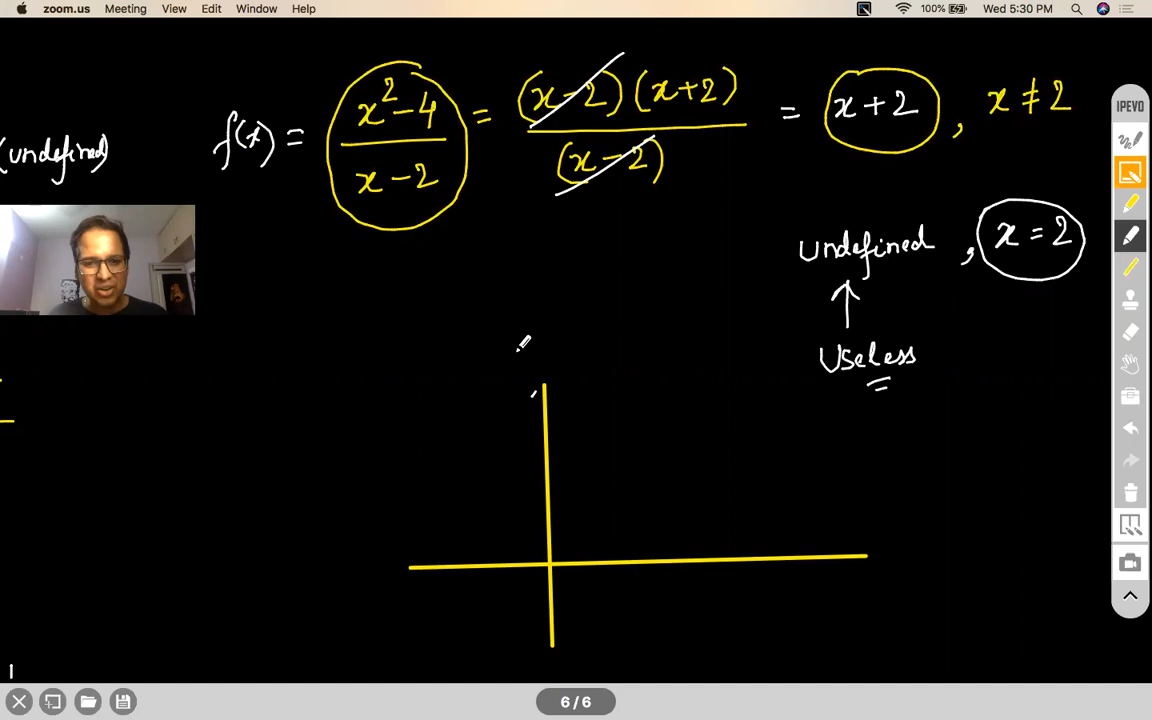 zoom.us Meeting View Edit Window Help 100% Wed 5:30 PM
(undefined)
f(x) = x²-4 / x-2 = (x-2)(x+2) / (x-2) = x+2, x ≠ 2
undefined, x = 2
Useless
IPEVO
1
6/6